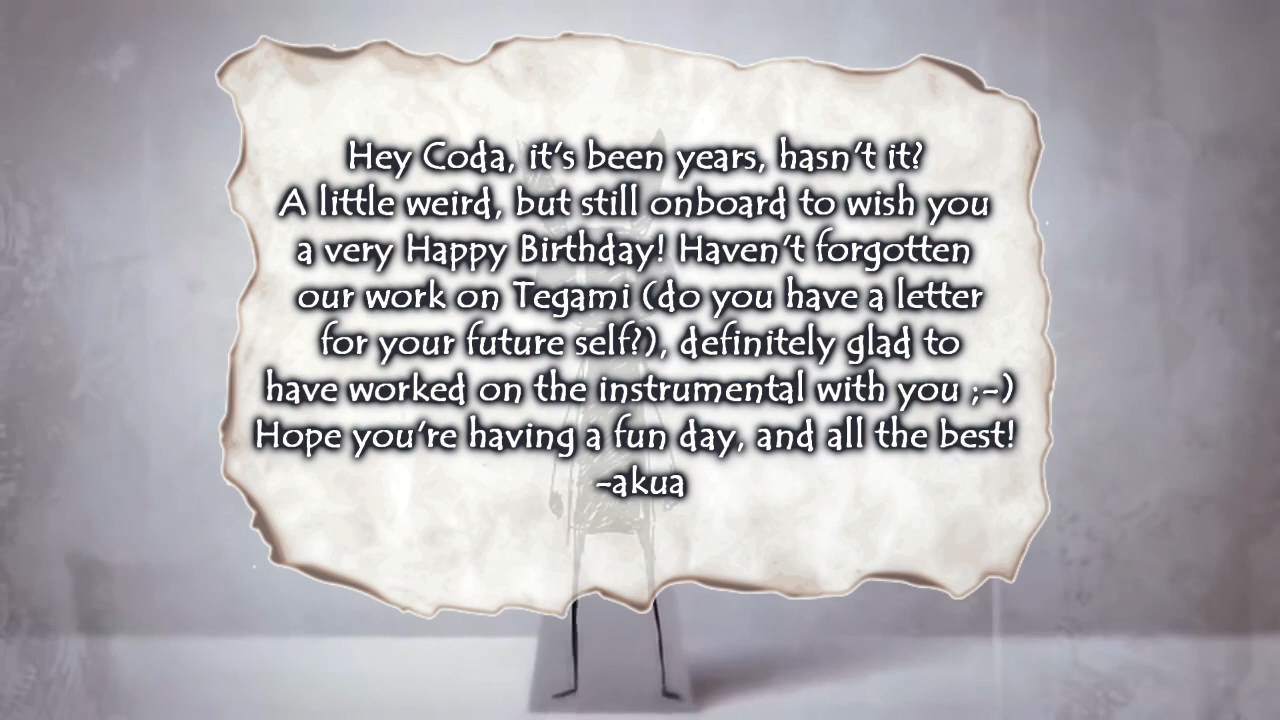 Hey Coda, it's been years, hasn't it?
A little weird, but still onboard to wish you
a very Happy Birthday! Haven't forgotten
our work on Tegami (do you have a letter
for your future self?), definitely glad to
have worked on the instrumental with you ;-)
Hope you're having a fun day, and all the best!
-akua